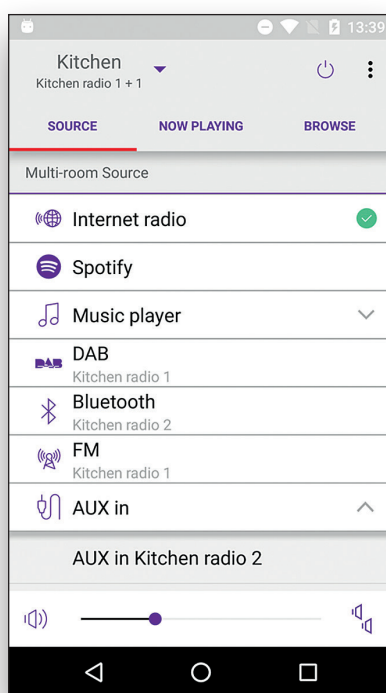 13:39
Kitchen
Kitchen radio 1 + 1
SOURCE NOW PLAYING BROWSE
Multi-room Source
Internet radio
Spotify
Music player
DAB DAB
Kitchen radio 1
Bluetooth
Kitchen radio 2
FM
Kitchen radio 1
AUX in
AUX in Kitchen radio 2